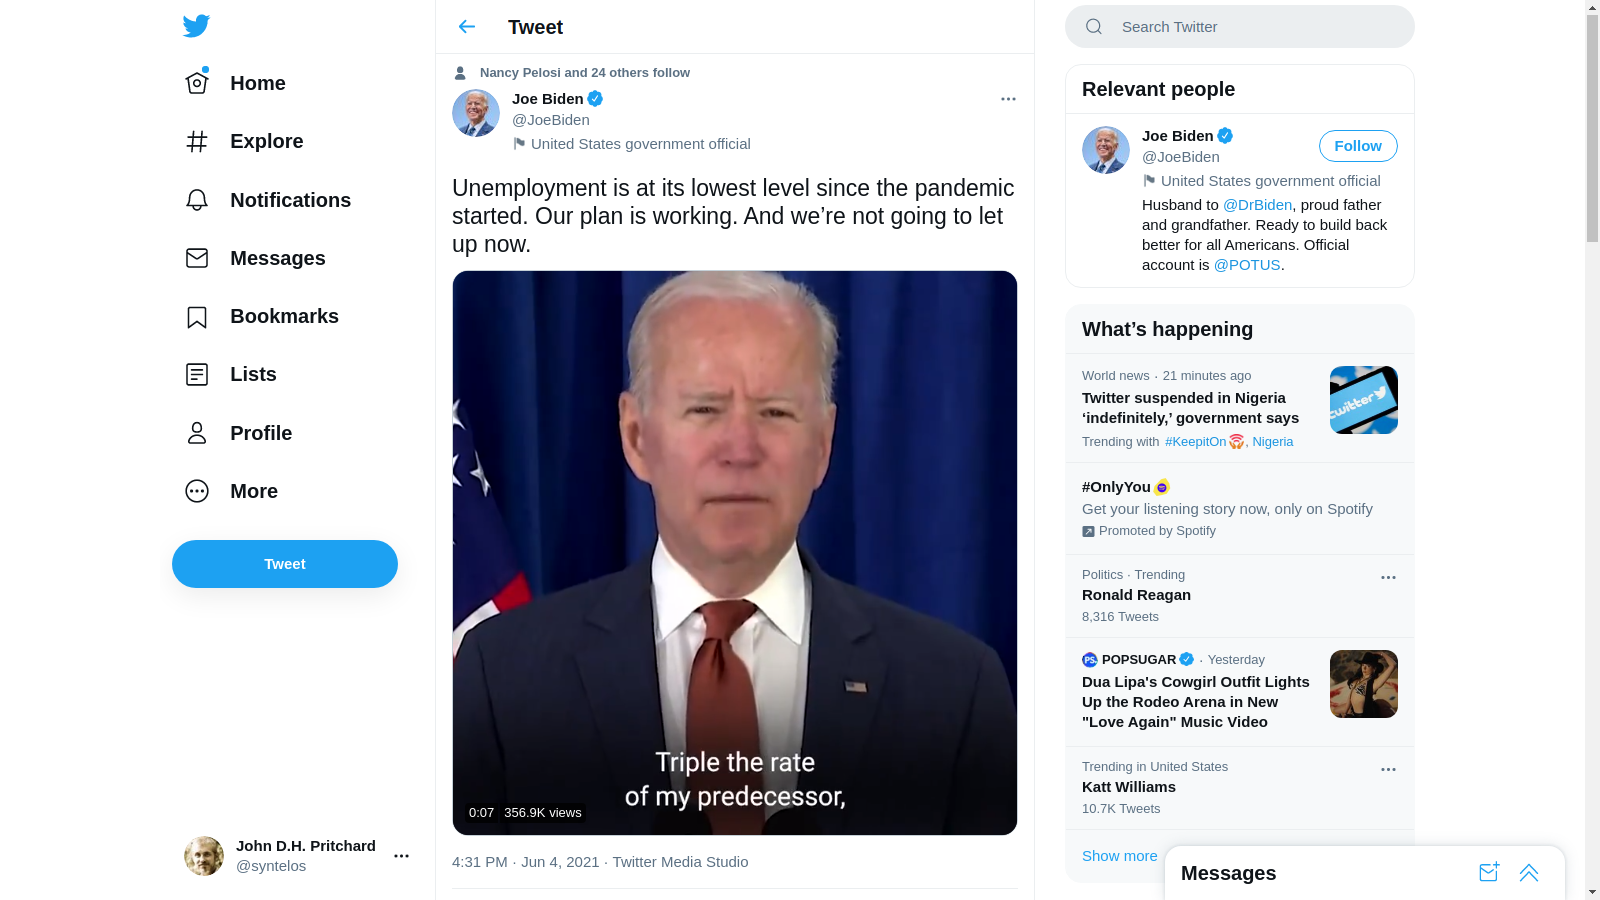 Home
Explore
Notifications
Messages
Bookmarks
Lists
Profile
More
Tweet
John D.H. Pritchard
@syntelos
Tweet
Nancy Pelosi and 24 others follow
Joe Biden
@JoeBiden
United States government official
Unemployment is at its lowest level since the pandemic
started. Our plan is working. And we’re not going to let
up now.
Triple the rate
of my predecessor,
0:07 356.9K views
4:31 PM · Jun 4, 2021 · Twitter Media Studio
Search Twitter
Relevant people
Joe Biden
@JoeBiden
Follow
United States government official
Husband to @DrBiden, proud father
and grandfather. Ready to build back
better for all Americans. Official
account is @POTUS.
What’s happening
World news · 21 minutes ago
Twitter suspended in Nigeria
‘indefinitely,’ government says
Trending with #KeepitOn, Nigeria
twitter
#OnlyYou
Get your listening story now, only on Spotify
Promoted by Spotify
Politics · Trending
Ronald Reagan
8,316 Tweets
PS. POPSUGAR · Yesterday
Dua Lipa's Cowgirl Outfit Lights
Up the Rodeo Arena in New
"Love Again" Music Video
Trending in United States
Katt Williams
10.7K Tweets
Show more
Messages